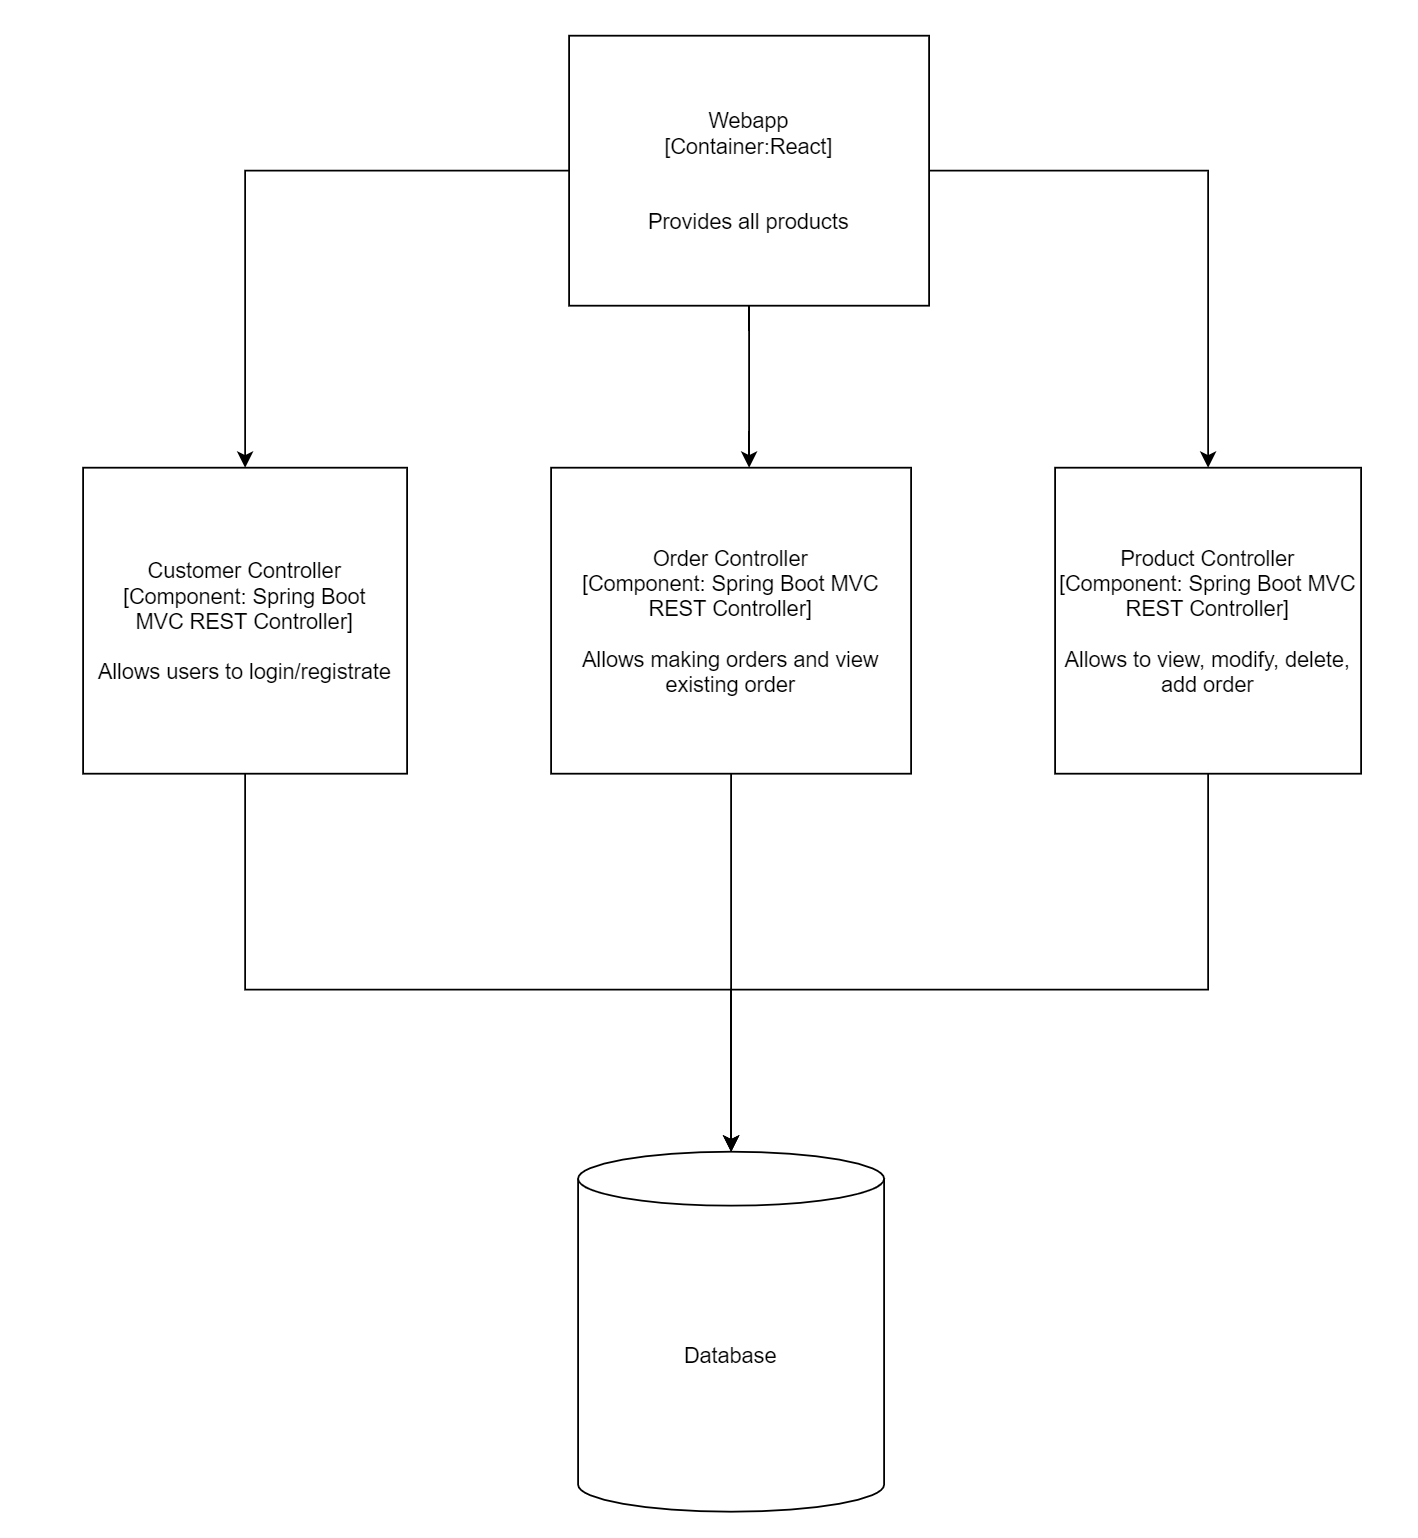 Webapp
[Container:React]
Provides all products
Customer Controller
[Component: Spring Boot
MVC REST Controller]
Allows users to login/registrate
Order Controller
[Component: Spring Boot MVC
REST Controller]
Allows making orders and view
existing order
Product Controller
[Component: Spring Boot MVC
REST Controller]
Allows to view, modify, delete,
add order
Database